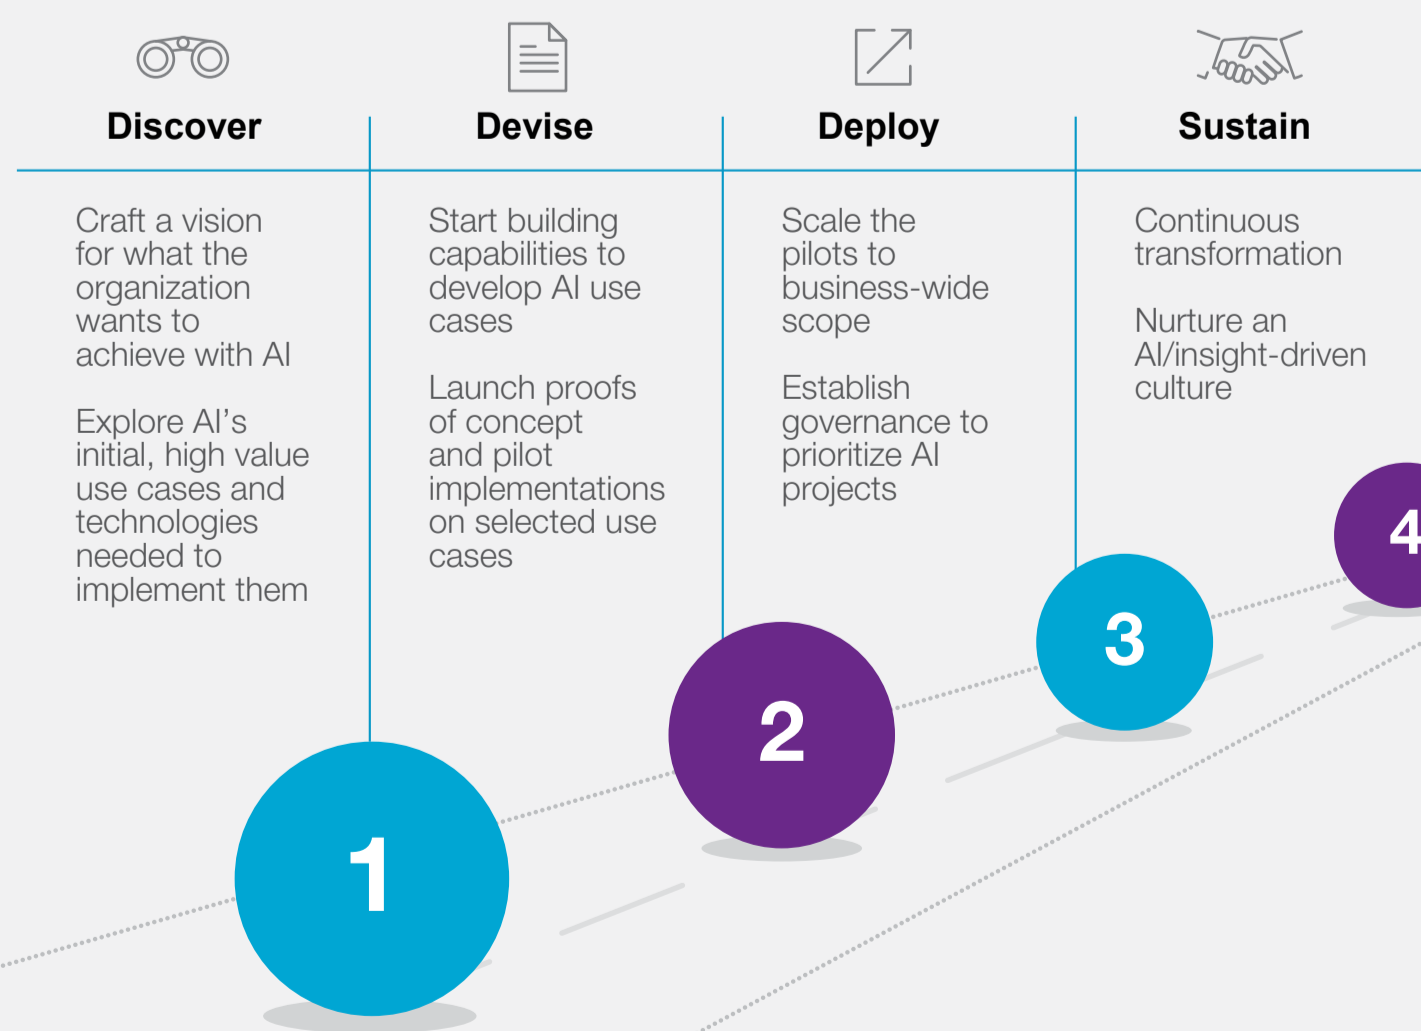 Discover
Craft a vision
for what the
organization
wants to
achieve with AI
Explore AI's
initial, high value
use cases and
technologies
needed to
implement them
Devise
Start building
capabilities to
develop AI use
cases
Launch proofs
of concept
and pilot
implementations
on selected use
cases
Deploy
Scale the
pilots to
business-wide
scope
Establish
governance to
prioritize AI
projects
Sustain
Continuous
transformation
Nurture an
AI/insight-driven
culture
1
2
3
4